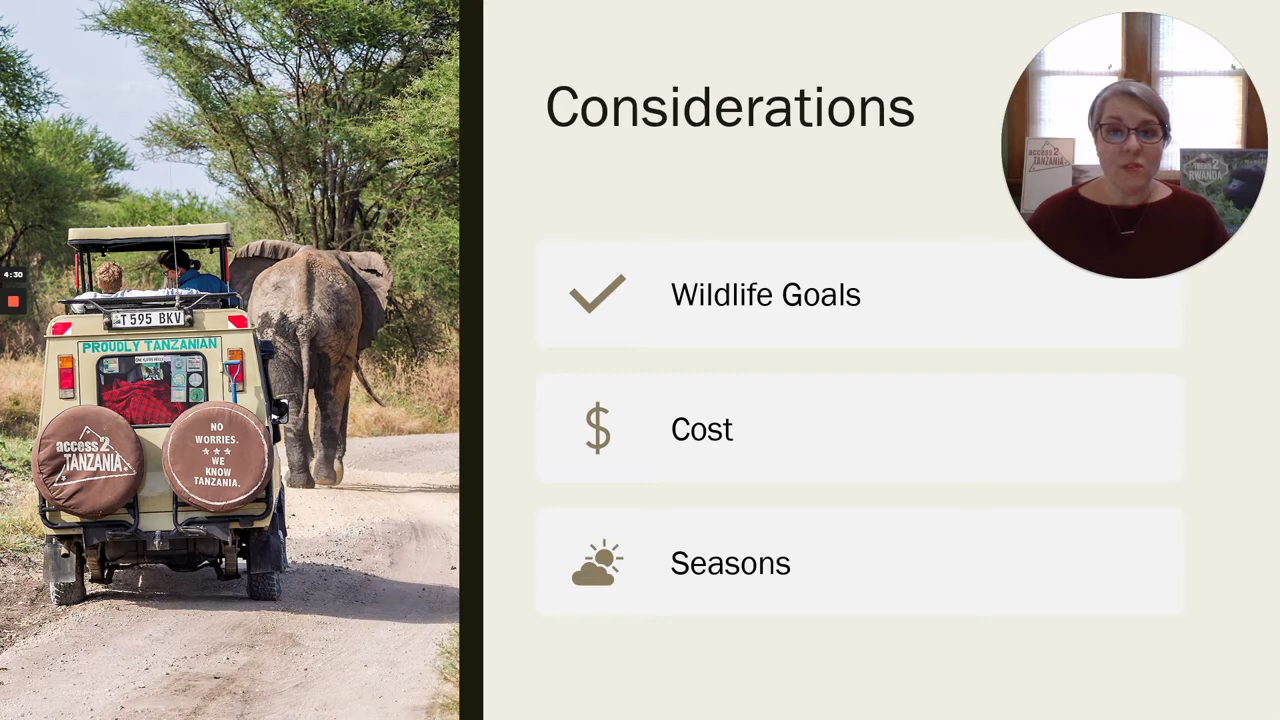 Considerations
Wildlife Goals
Cost
Seasons
4:30
T 595 BKV
PROUDLY TANZANIAN
access2
TANZANIA
NO
WORRIES.
WE
KNOW
TANZANIA.
access2
TANZANIA
TREKS2
RWANDA